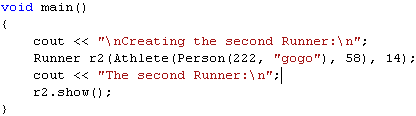 void main()
{
    cout << "\nCreating the second Runner:\n";
    Runner r2(Athlete(Person(222, "gogo"), 58), 14);
    cout << "The second Runner:\n";
    r2.show();
}